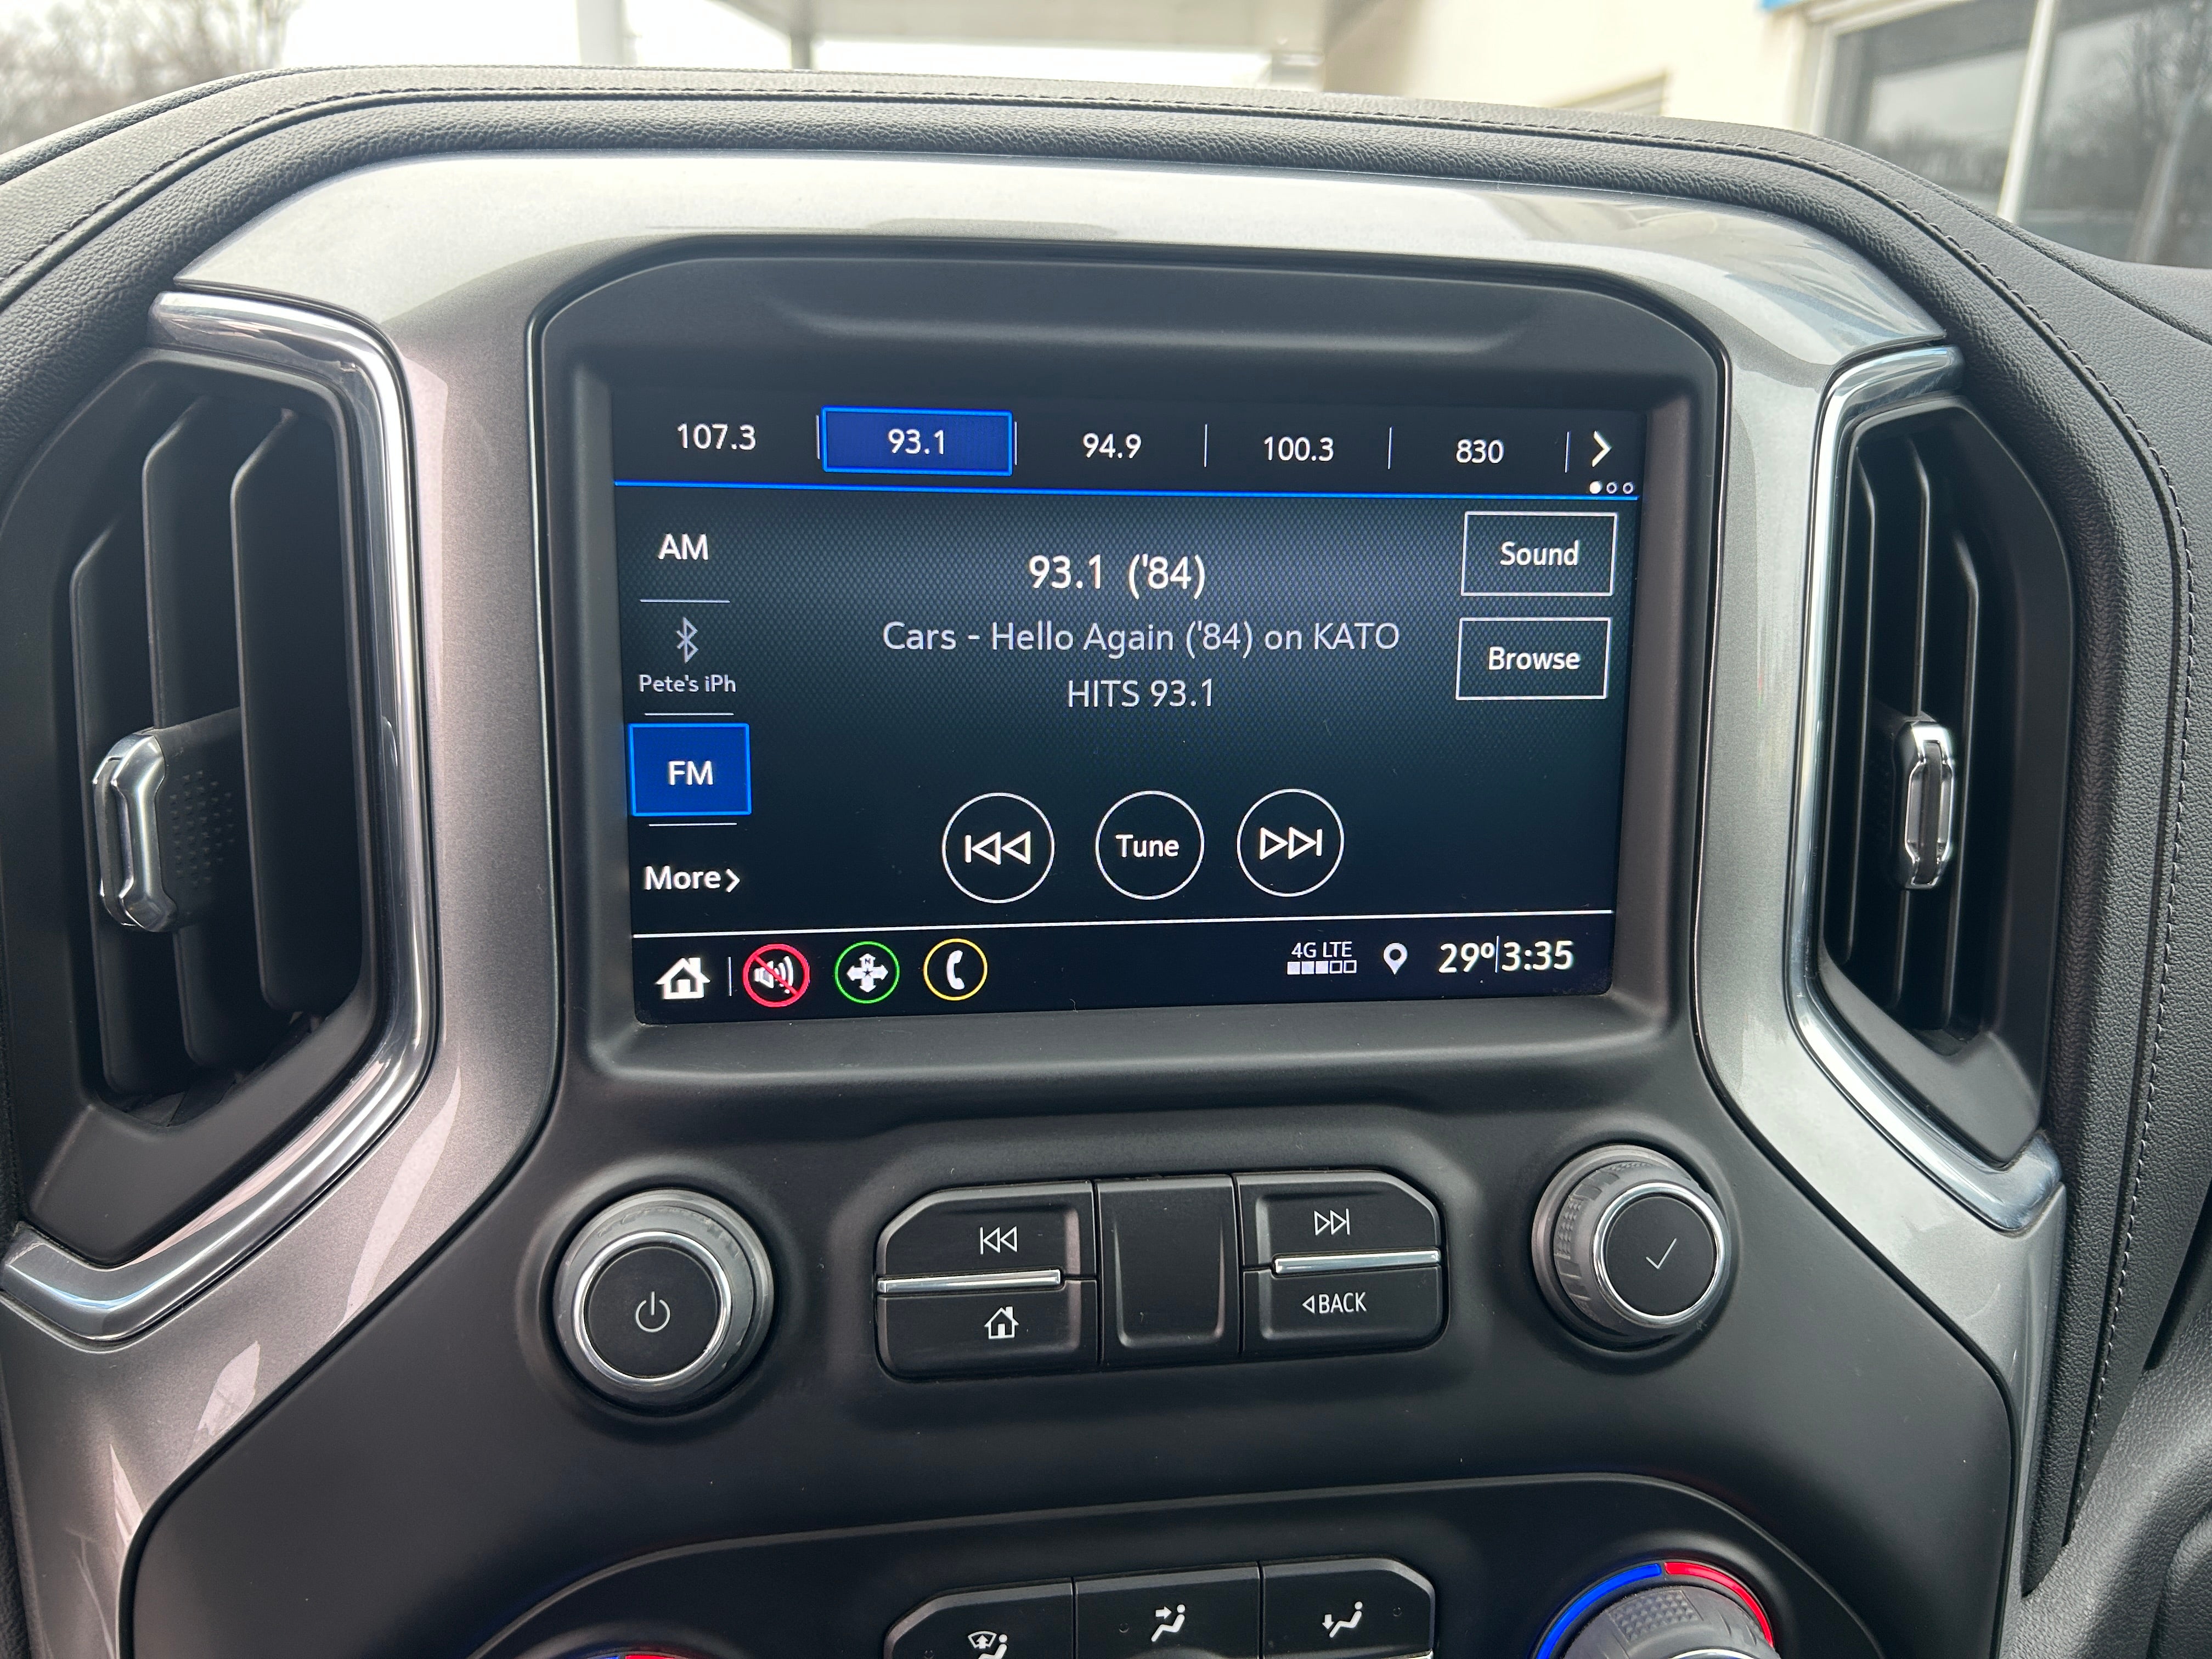 107.3 93.1 94.9 100.3 830
AM
93.1 ('84)
Sound
Cars - Hello Again ('84) on KATO
HITS 93.1
Browse
Pete's iPh
FM
Tune
More
4G LTE
29° 3:35
BACK